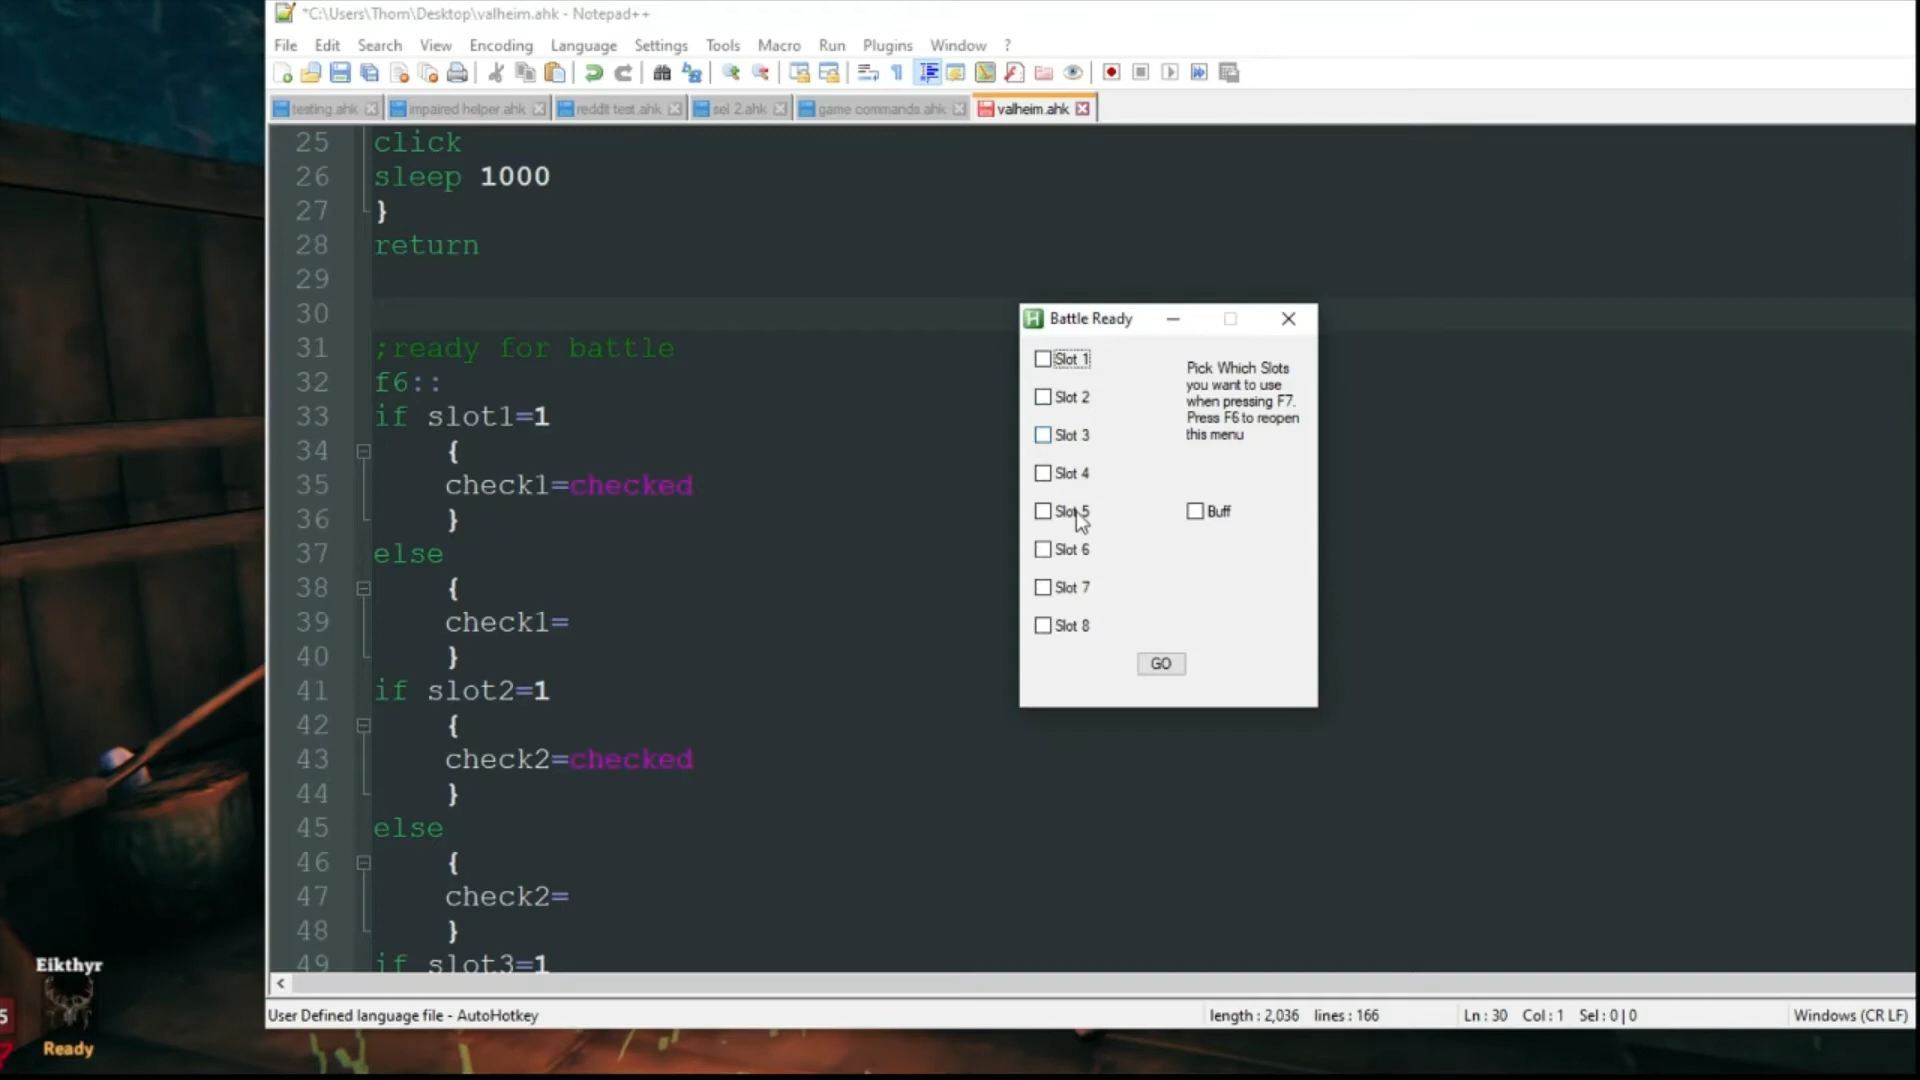 *C:\Users\Thom\Desktop\valheim.ahk - Notepad++
File Edit Search View Encoding Language Settings Tools Macro Run Plugins Window ?
testing.ahk impaired helper.ahk reddt test.ahk sel 2.ahk game commands.ahk valheim.ahk
25 click
26 sleep 1000
27 }
28 return
29
30
31 ;ready for battle
32 f6::
33 if slot1=1
34 {
35 check1=checked
36 }
37 else
38 {
39 check1=
40 }
41 if slot2=1
42 {
43 check2=checked
44 }
45 else
46 {
47 check2=
48 }
49 if slot3=1
Battle Ready
Slot 1
Slot 2
Slot 3
Slot 4
Slot 5
Slot 6
Slot 7
Slot 8
Pick Which Slots
you want to use
when pressing F7.
Press F6 to reopen
this menu
Buff
GO
User Defined language file - AutoHotkey length : 2,036 lines : 166 Ln : 30 Col : 1 Sel : 0 | 0 Windows (CR LF)
Eikthyr
5
Ready